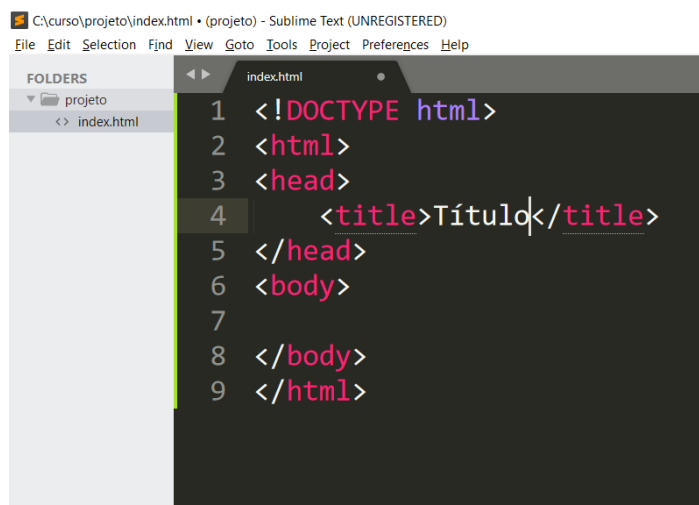 C:\curso\projeto\index.html • (projeto) - Sublime Text (UNREGISTERED)
File Edit Selection Find View Goto Tools Project Preferences Help
FOLDERS
projeto
<> index.html
index.html
1 <!DOCTYPE html>
2 <html>
3 <head>
4 <title>Título</title>
5 </head>
6 <body>
7
8 </body>
9 </html>